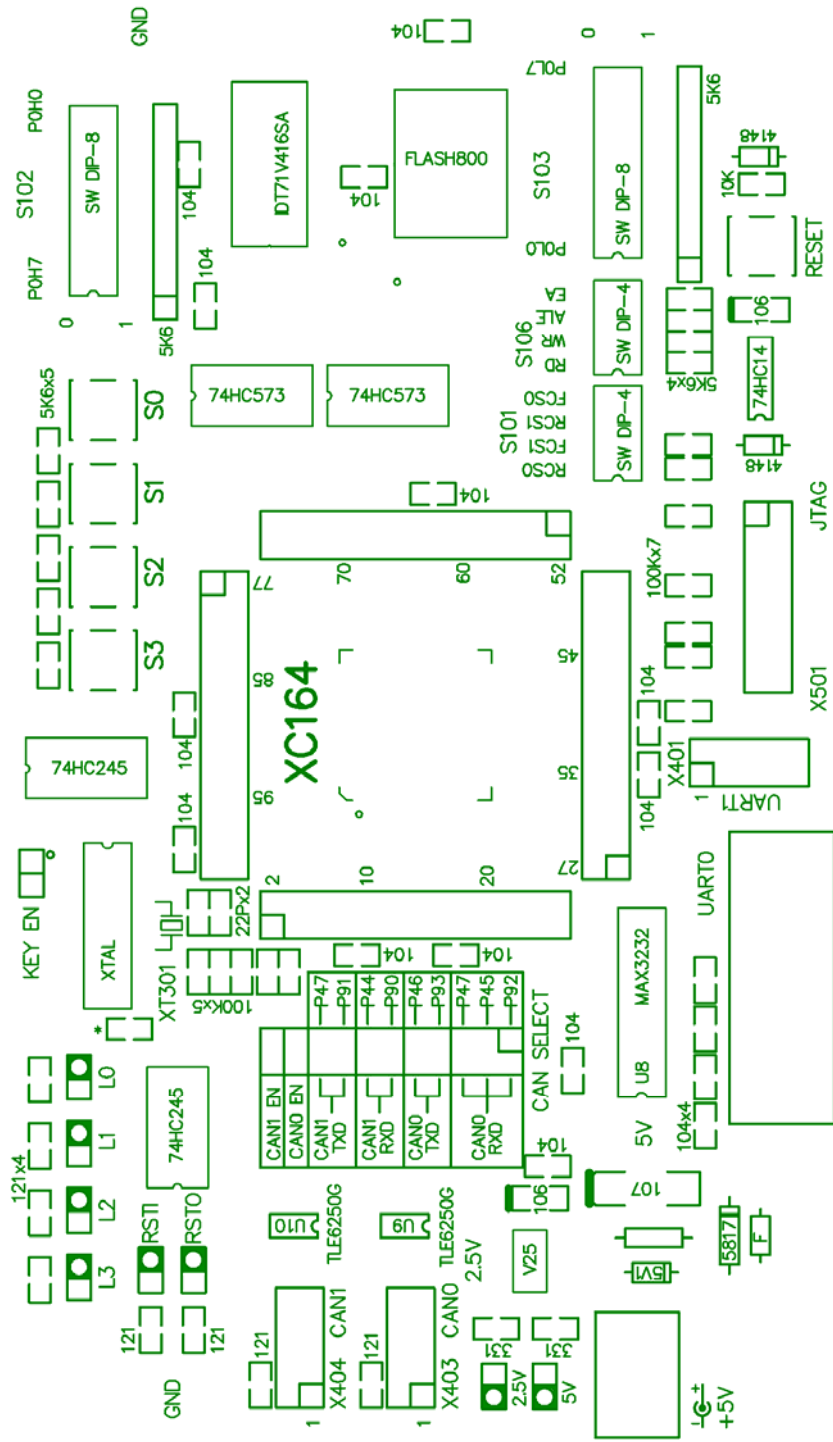 GND
104
P0H0
S102
P0H7
SW DIP-8
0
1
5K6
104
104
IDT71V416SA
104
FLASH800
P0L7
S103
P0L0
SW DIP-8
0
1
5K6
4148
10K
RESET
106
74HC14
4148
EA
ALE
WR
RD
S106
SW DIP-4
5K6x4
FCS0
RCS1
FCS1
RCS0
S101
SW DIP-4
74HC573
74HC573
5K6x5
S0
S1
S2
S3
104
77
85
95
70
60
52
45
35
27
2
10
20
XC164
100Kx7
JTAG
X501
104
104
X401
1
UART1
74HC245
104
104
KEY EN
XTAL
XT301
22Px2
100Kx5
*
104
104
P47
P91
P44
P90
P46
P93
P47
P45
P92
CAN1 EN
CAN0 EN
CAN1 TXD
CAN1 RXD
CAN0 TXD
CAN0 RXD
CAN SELECT
104
UART0
U8 MAX3232
5V
104x4
L0
L1
L2
L3
121x4
74HC245
RSTI
RSTO
121
121
GND
U10
TLE6250G
U9
TLE6250G
106
104
2.5V
V25
107
5817
F
5V1
121
X404 CAN1
1
121
X403 CAN0
1
331
331
2.5V
5V
- +
+5V